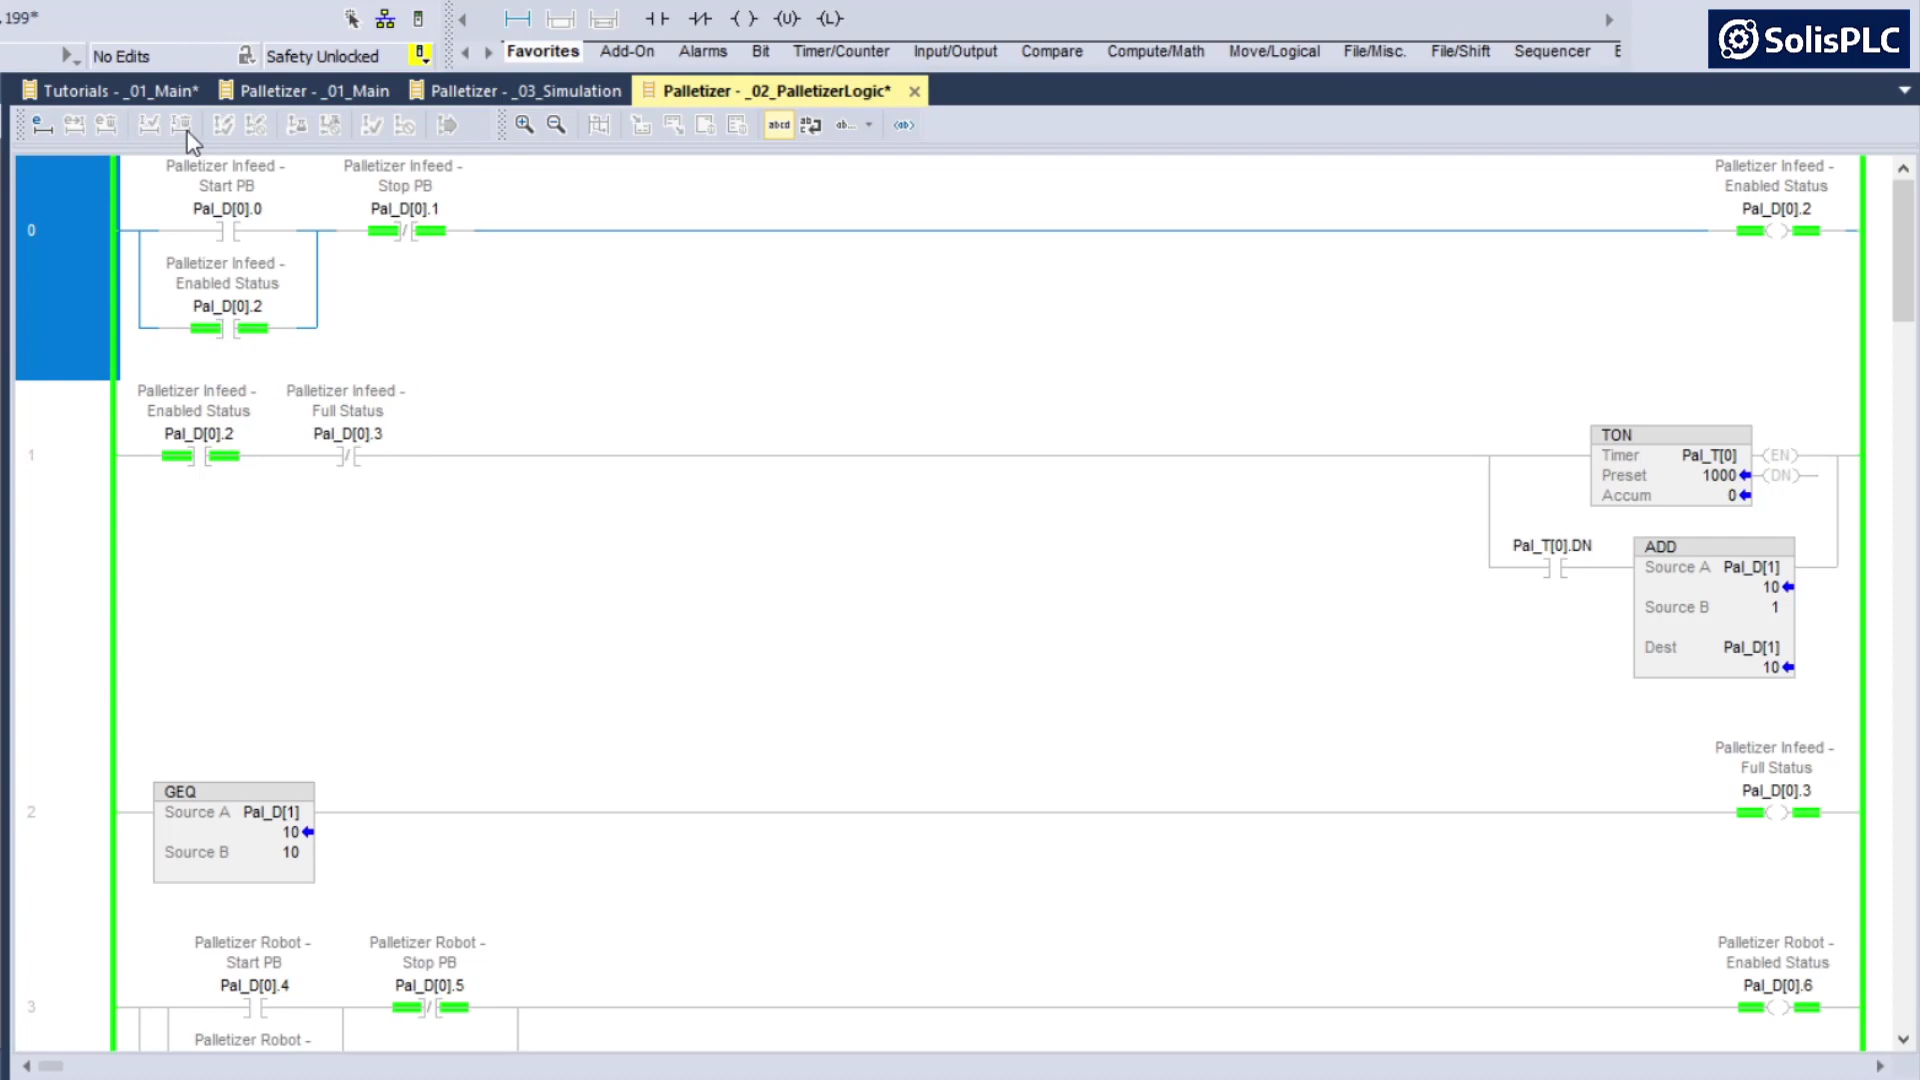 .199*
SolisPLC
No Edits
Safety Unlocked
Favorites Add-On Alarms Bit Timer/Counter Input/Output Compare Compute/Math Move/Logical File/Misc. File/Shift Sequencer
Tutorials - _01_Main*
Palletizer - _01_Main
Palletizer - _03_Simulation
Palletizer - _02_PalletizerLogic*
abcd
ab...
Palletizer Infeed -
Start PB
Pal_D[0].0
Palletizer Infeed -
Stop PB
Pal_D[0].1
Palletizer Infeed -
Enabled Status
Pal_D[0].2
0
Palletizer Infeed -
Enabled Status
Pal_D[0].2
Palletizer Infeed -
Enabled Status
Pal_D[0].2
Palletizer Infeed -
Full Status
Pal_D[0].3
1
TON
Timer Pal_T[0]
Preset 1000
Accum 0
(EN)
(DN)
Pal_T[0].DN
ADD
Source A Pal_D[1]
10
Source B 1
Dest Pal_D[1]
10
Palletizer Infeed -
Full Status
Pal_D[0].3
2
GEQ
Source A Pal_D[1]
10
Source B 10
Palletizer Robot -
Start PB
Pal_D[0].4
Palletizer Robot -
Stop PB
Pal_D[0].5
Palletizer Robot -
Enabled Status
Pal_D[0].6
3
Palletizer Robot -